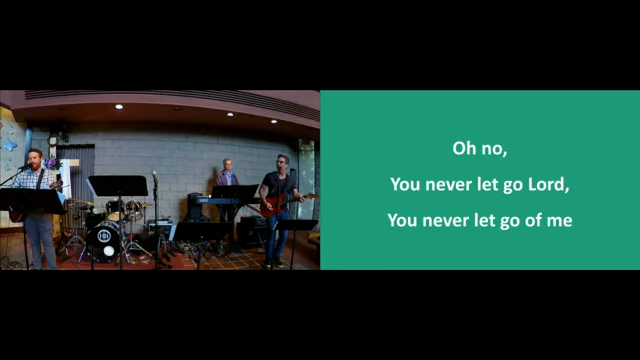 Oh no,
You never let go Lord,
You never let go of me